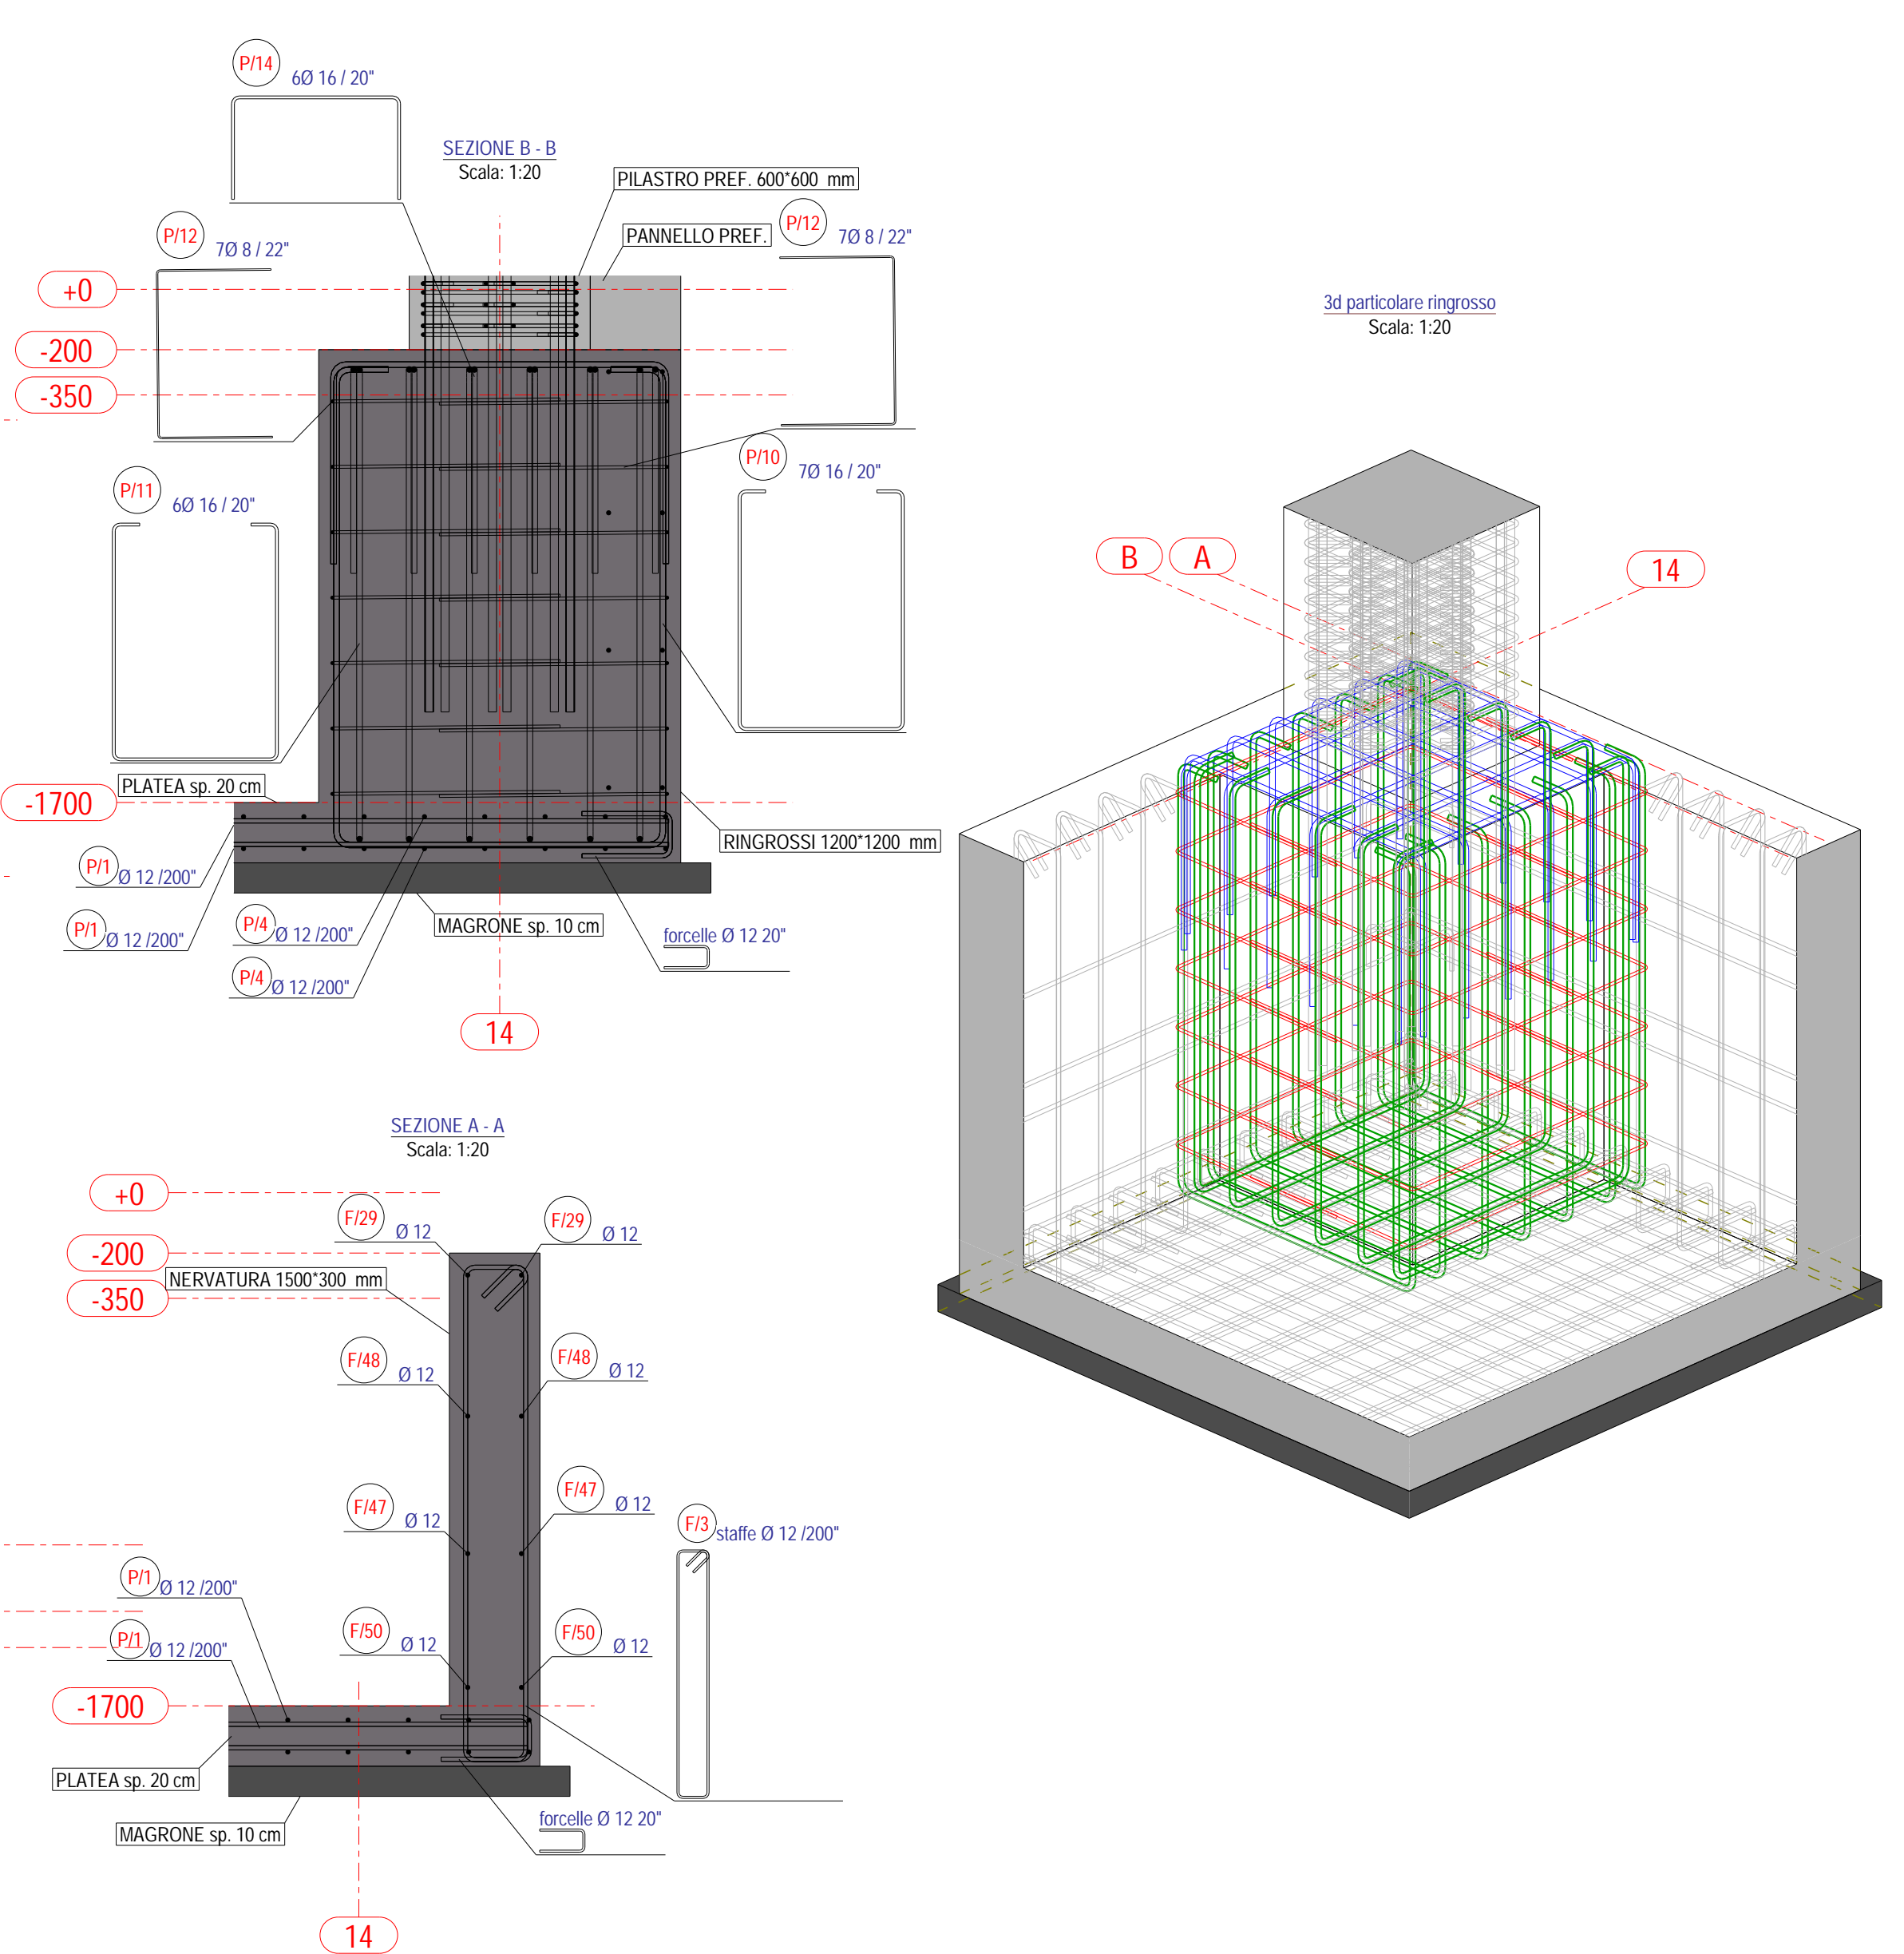 P/14
6Ø 16 / 20"
SEZIONE B - B
Scala: 1:20
PILASTRO PREF. 600*600 mm
P/12
7Ø 8 / 22"
PANNELLO PREF.
P/12
7Ø 8 / 22"
+0
-200
-350
P/11
6Ø 16 / 20"
P/10
7Ø 16 / 20"
PLATEA sp. 20 cm
-1700
RINGROSSI 1200*1200 mm
P/1
Ø 12 /200"
P/1
Ø 12 /200"
P/4
Ø 12 /200"
P/4
Ø 12 /200"
MAGRONE sp. 10 cm
forcelle Ø 12 20"
14
3d particolare ringrosso
Scala: 1:20
B
A
14
SEZIONE A - A
Scala: 1:20
+0
-200
-350
F/29
Ø 12
F/29
Ø 12
NERVATURA 1500*300 mm
F/48
Ø 12
F/48
Ø 12
F/47
Ø 12
F/47
Ø 12
F/3
staffe Ø 12 /200"
P/1
Ø 12 /200"
P/1
Ø 12 /200"
F/50
Ø 12
F/50
Ø 12
-1700
PLATEA sp. 20 cm
MAGRONE sp. 10 cm
forcelle Ø 12 20"
14